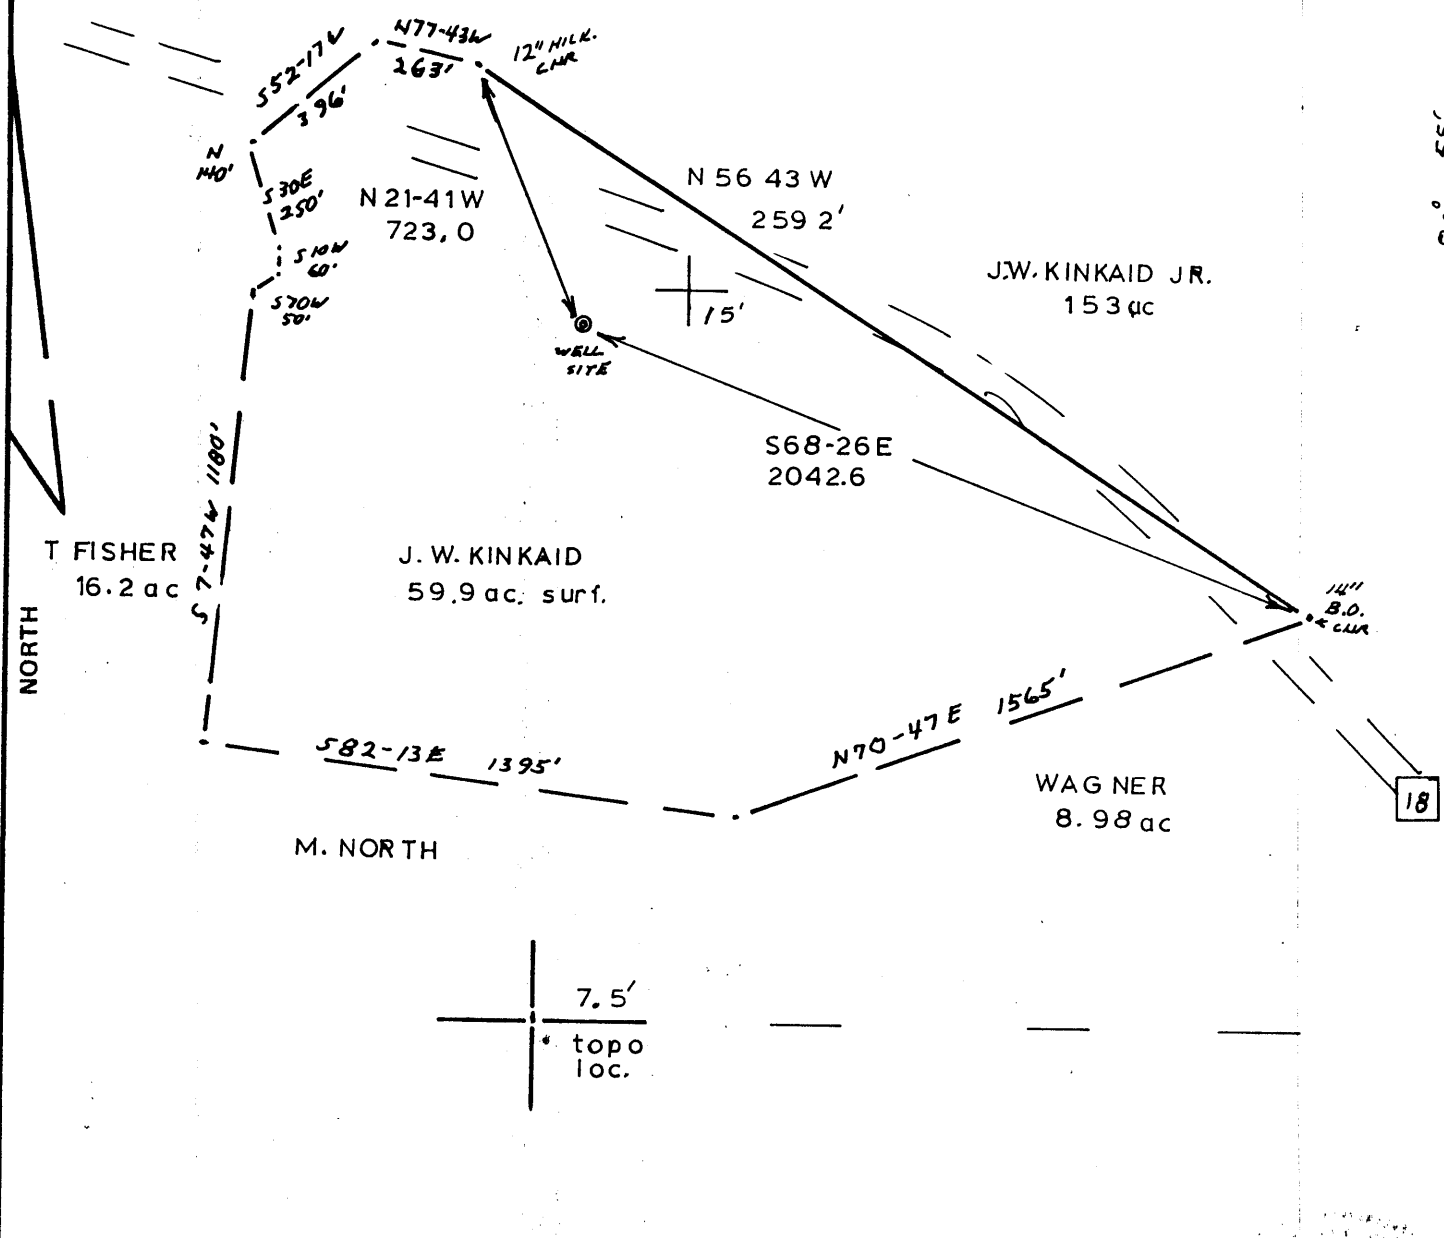 N77-43W
263'
12" HILK.
CNR
S52-17W
396'
N
140'
S30E
250'
S10W
60'
S70W
50'
N 21-41W
723,0
N 56 43 W
259 2'
J.W. KINKAID JR.
153 ac
15'
WELL
SITE
S68-26E
2042.6
S7-47W 1180'
T FISHER
16.2 ac
J. W. KINKAID
59.9 ac. surf.
14"
B.O.
CNR
NORTH
S82-13E 1395'
N70-47E 1565'
WAGNER
8.98 ac
18
M. NORTH
7.5'
topo
loc.